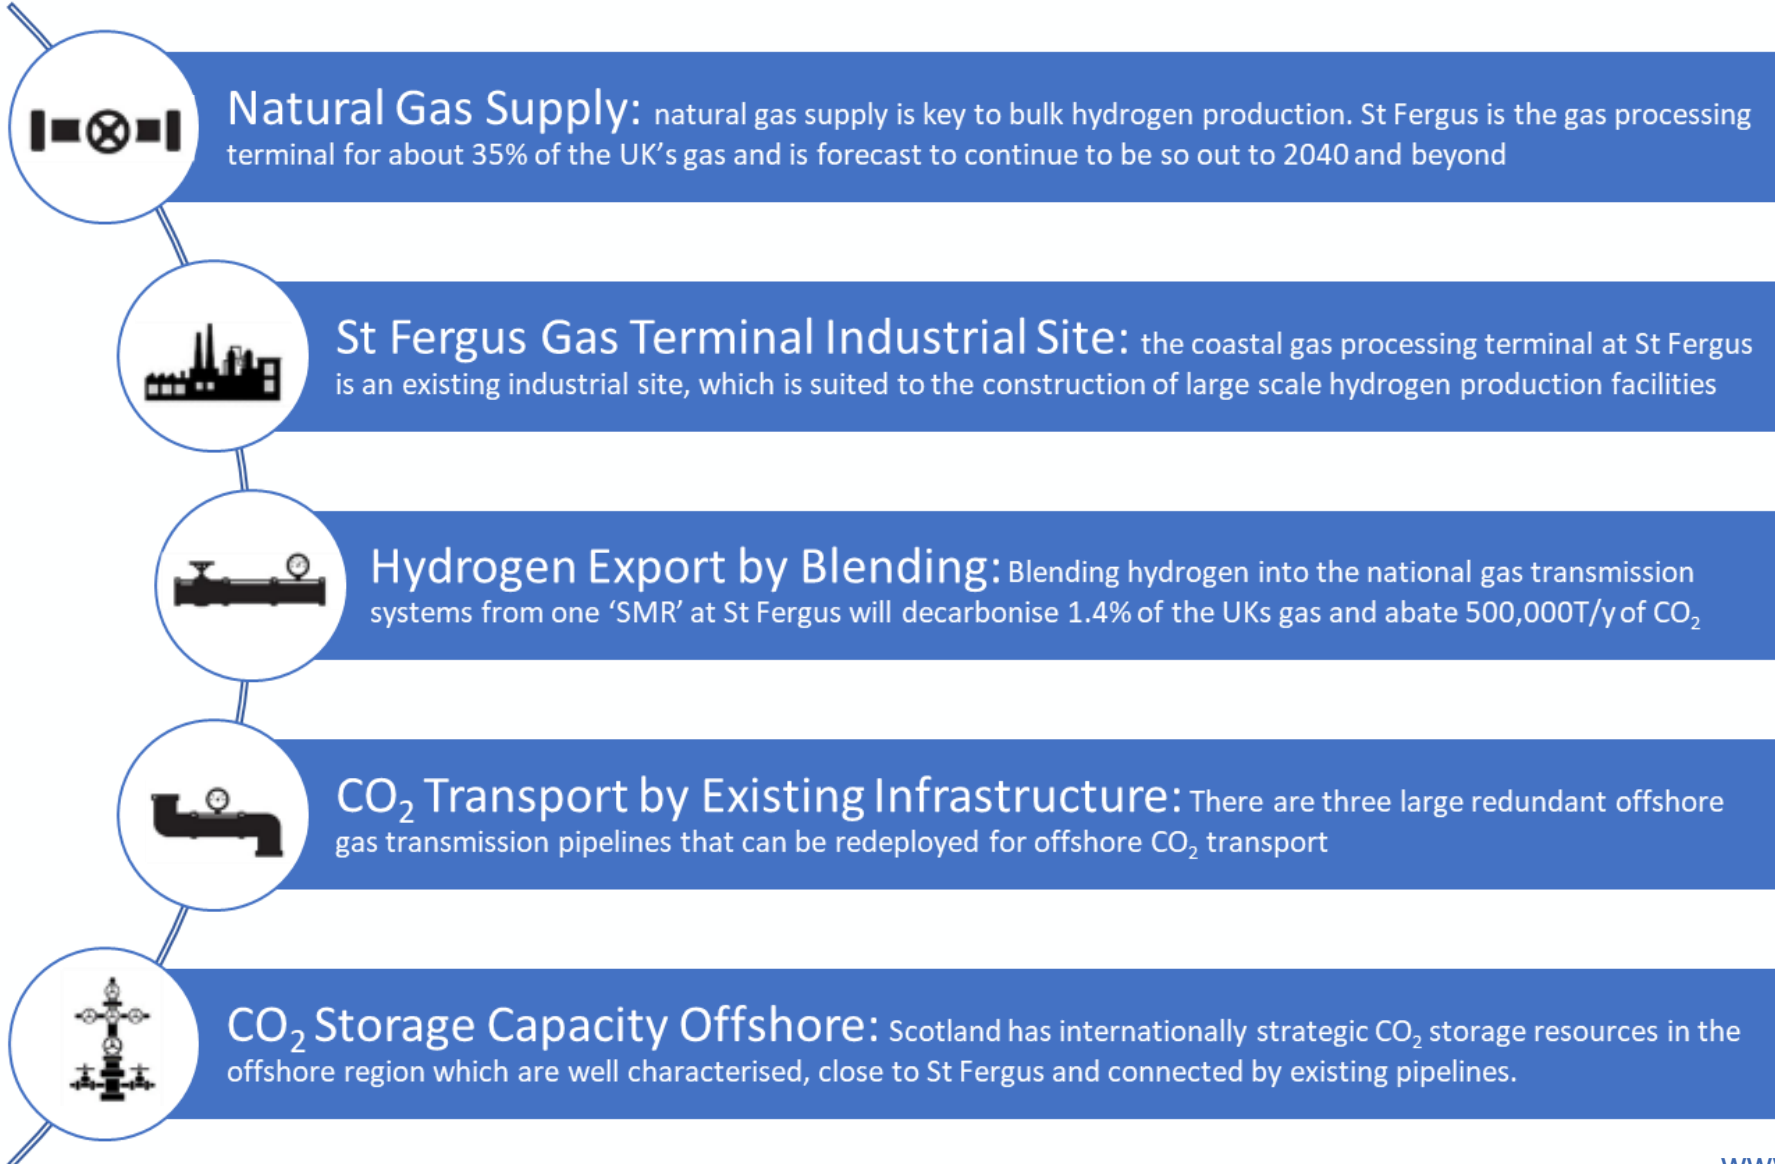 Natural Gas Supply: natural gas supply is key to bulk hydrogen production. St Fergus is the gas processing
terminal for about 35% of the UK's gas and is forecast to continue to be so out to 2040 and beyond
St Fergus Gas Terminal Industrial Site: the coastal gas processing terminal at St Fergus
is an existing industrial site, which is suited to the construction of large scale hydrogen production facilities
Hydrogen Export by Blending: Blending hydrogen into the national gas transmission
systems from one ‘SMR’ at St Fergus will decarbonise 1.4% of the UKs gas and abate 500,000T/y of CO₂
CO₂ Transport by Existing Infrastructure: There are three large redundant offshore
gas transmission pipelines that can be redeployed for offshore CO₂ transport
CO₂ Storage Capacity Offshore: Scotland has internationally strategic CO₂ storage resources in the
offshore region which are well characterised, close to St Fergus and connected by existing pipelines.